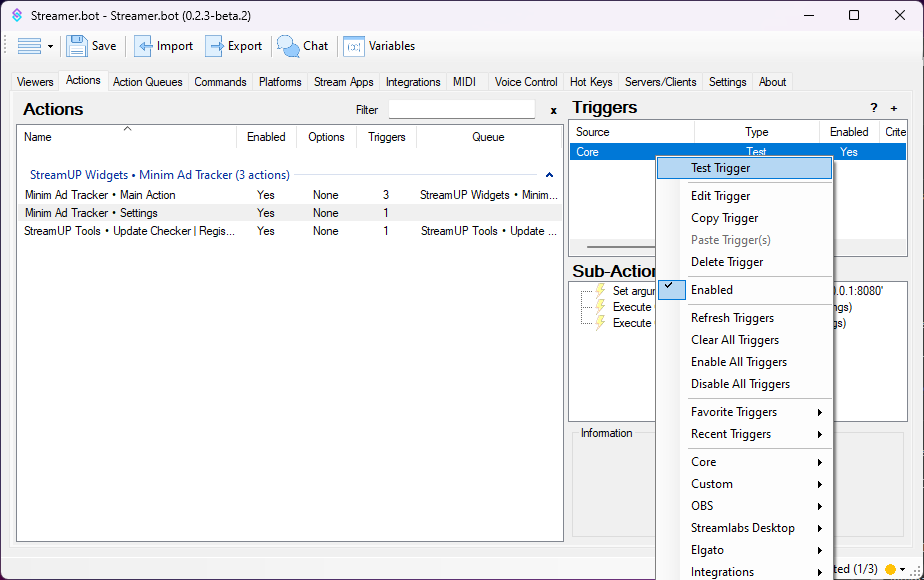 Streamer.bot - Streamer.bot (0.2.3-beta.2)
Save Import Export Chat Variables
Viewers Actions Action Queues Commands Platforms Stream Apps Integrations MIDI Voice Control Hot Keys Servers/Clients Settings About
Actions Filter x
Name Enabled Options Triggers Queue
StreamUP Widgets • Minim Ad Tracker (3 actions)
Minim Ad Tracker • Main Action Yes None 3 StreamUP Widgets • Minim...
Minim Ad Tracker • Settings Yes None 1
StreamUP Tools • Update Checker | Regis... Yes None 1 StreamUP Tools • Update ...
Triggers ? +
Source Type Enabled Crite
Core Test Yes
Test Trigger
Edit Trigger
Copy Trigger
Paste Trigger(s)
Delete Trigger
Enabled
Refresh Triggers
Clear All Triggers
Enable All Triggers
Disable All Triggers
Favorite Triggers
Recent Triggers
Core
Custom
OBS
Streamlabs Desktop
Elgato
Integrations
Sub-Action
Set argur 0.0.1:8080'
Execute ngs)
Execute gs)
Information
ted (1/3)